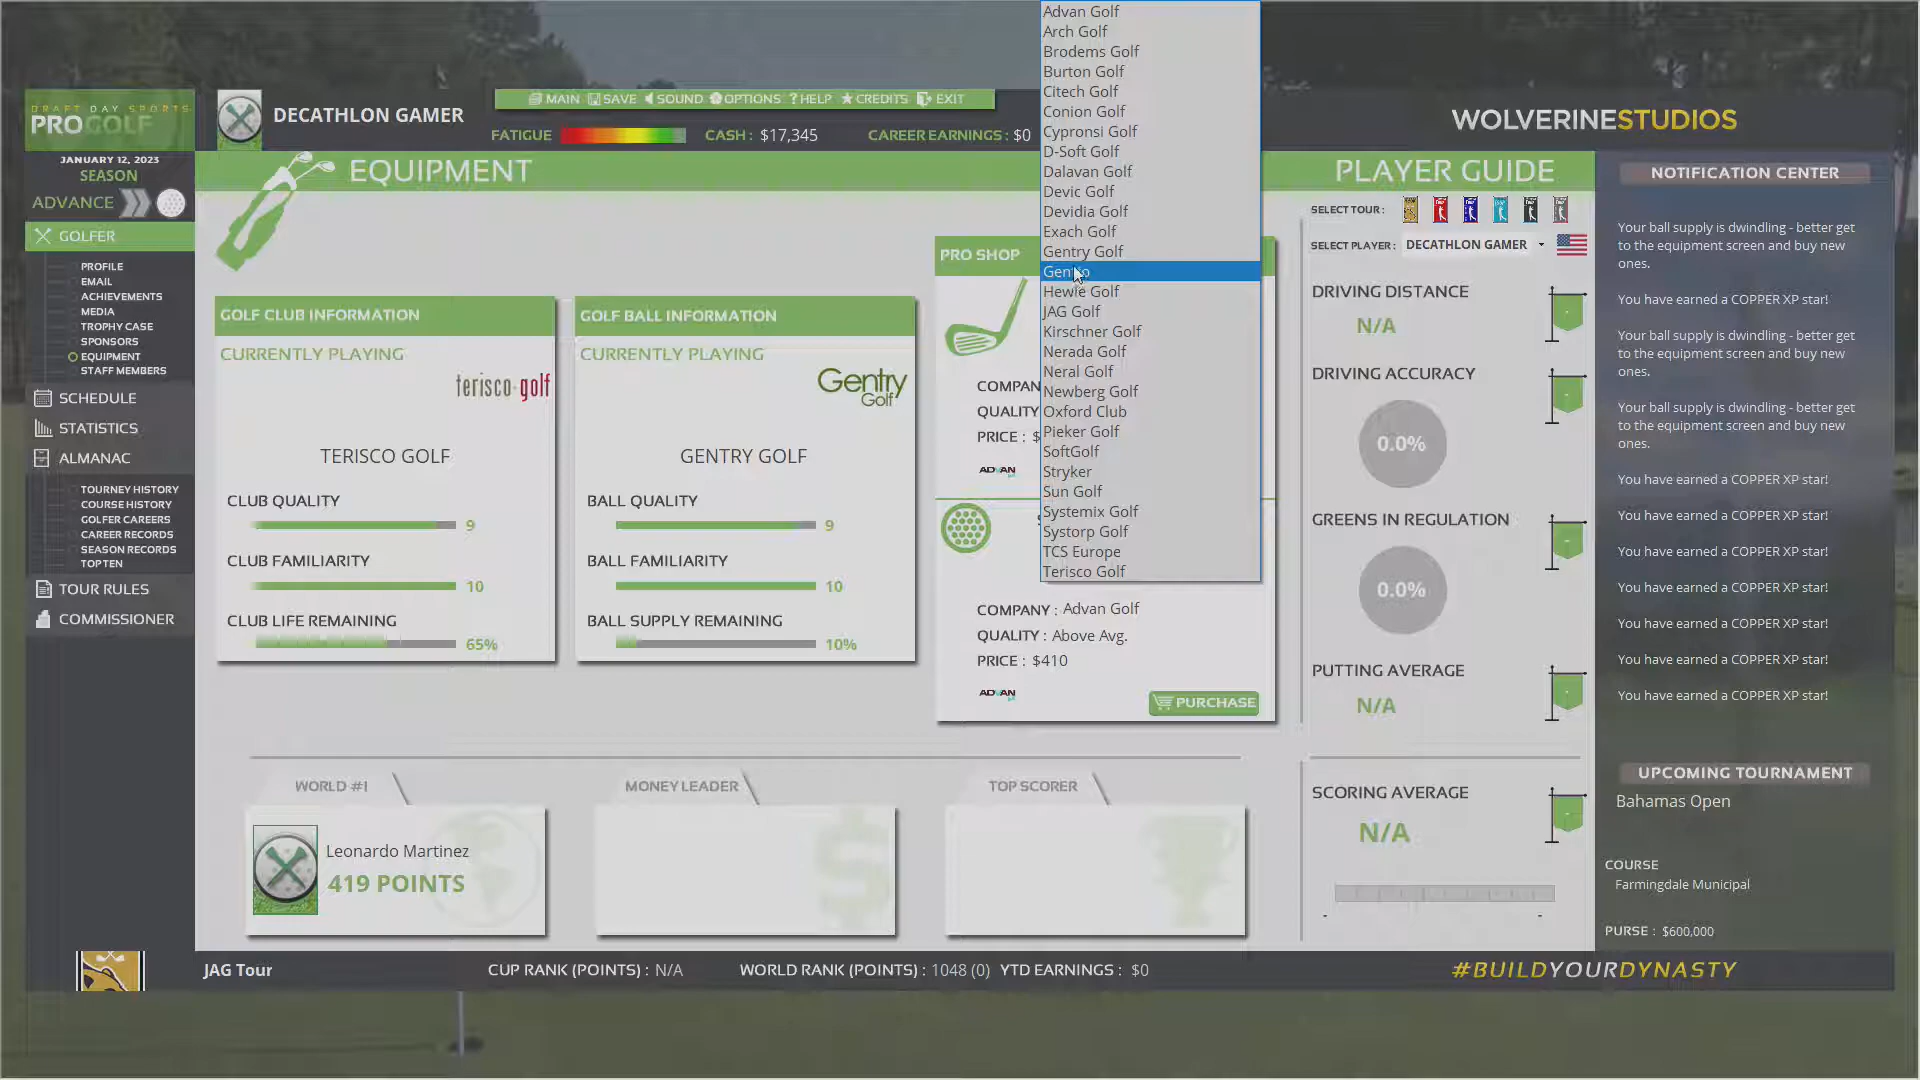 DRAFT DAY SPORTS
PROGOLF
DECATHLON GAMER
MAIN SAVE SOUND OPTIONS ? HELP CREDITS EXIT
FATIGUE
CASH : $17,345
CAREER EARNINGS : $0
WOLVERINESTUDIOS
JANUARY 12, 2023
SEASON
ADVANCE
GOLFER
PROFILE
EMAIL
ACHIEVEMENTS
MEDIA
TROPHY CASE
SPONSORS
EQUIPMENT
STAFF MEMBERS
SCHEDULE
STATISTICS
ALMANAC
TOURNEY HISTORY
COURSE HISTORY
GOLFER CAREERS
CAREER RECORDS
SEASON RECORDS
TOP TEN
TOUR RULES
COMMISSIONER
EQUIPMENT
GOLF CLUB INFORMATION
CURRENTLY PLAYING
terisco golf
TERISCO GOLF
CLUB QUALITY
9
CLUB FAMILIARITY
10
CLUB LIFE REMAINING
65%
GOLF BALL INFORMATION
CURRENTLY PLAYING
Gentry
Golf
GENTRY GOLF
BALL QUALITY
9
BALL FAMILIARITY
10
BALL SUPPLY REMAINING
10%
PRO SHOP
QUALITY
PRICE : $
ADVAN
Advan Golf
Arch Golf
Brodems Golf
Burton Golf
Citech Golf
Conion Golf
Cypronsi Golf
D-Soft Golf
Dalavan Golf
Devic Golf
Devidia Golf
Exach Golf
Gentry Golf
Hewie Golf
JAG Golf
Kirschner Golf
Nerada Golf
Neral Golf
Newberg Golf
Oxford Club
Pieker Golf
SoftGolf
Stryker
Sun Golf
Systemix Golf
Systorp Golf
TCS Europe
Terisco Golf
COMPANY : Advan Golf
QUALITY : Above Avg.
PRICE : $410
ADVAN
PURCHASE
PLAYER GUIDE
SELECT TOUR :
SELECT PLAYER : DECATHLON GAMER
DRIVING DISTANCE
N/A
DRIVING ACCURACY
0.0%
GREENS IN REGULATION
0.0%
PUTTING AVERAGE
N/A
SCORING AVERAGE
N/A
- -
NOTIFICATION CENTER
Your ball supply is dwindling - better get
to the equipment screen and buy new
ones.
You have earned a COPPER XP star!
Your ball supply is dwindling - better get
to the equipment screen and buy new
ones.
Your ball supply is dwindling - better get
to the equipment screen and buy new
ones.
You have earned a COPPER XP star!
You have earned a COPPER XP star!
You have earned a COPPER XP star!
You have earned a COPPER XP star!
You have earned a COPPER XP star!
You have earned a COPPER XP star!
You have earned a COPPER XP star!
UPCOMING TOURNAMENT
Bahamas Open
COURSE
Farmingdale Municipal
PURSE : $600,000
WORLD #1
Leonardo Martinez
419 POINTS
MONEY LEADER
TOP SCORER
JAG Tour
CUP RANK (POINTS) : N/A
WORLD RANK (POINTS) : 1048 (0)
YTD EARNINGS : $0
#BUILDYOURDYNASTY